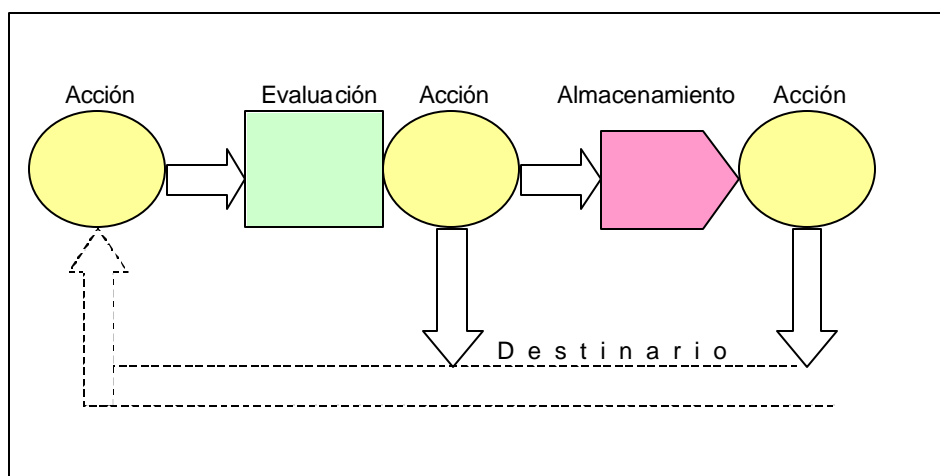 Acción
Evaluación
Acción
Almacenamiento
Acción
Destinario